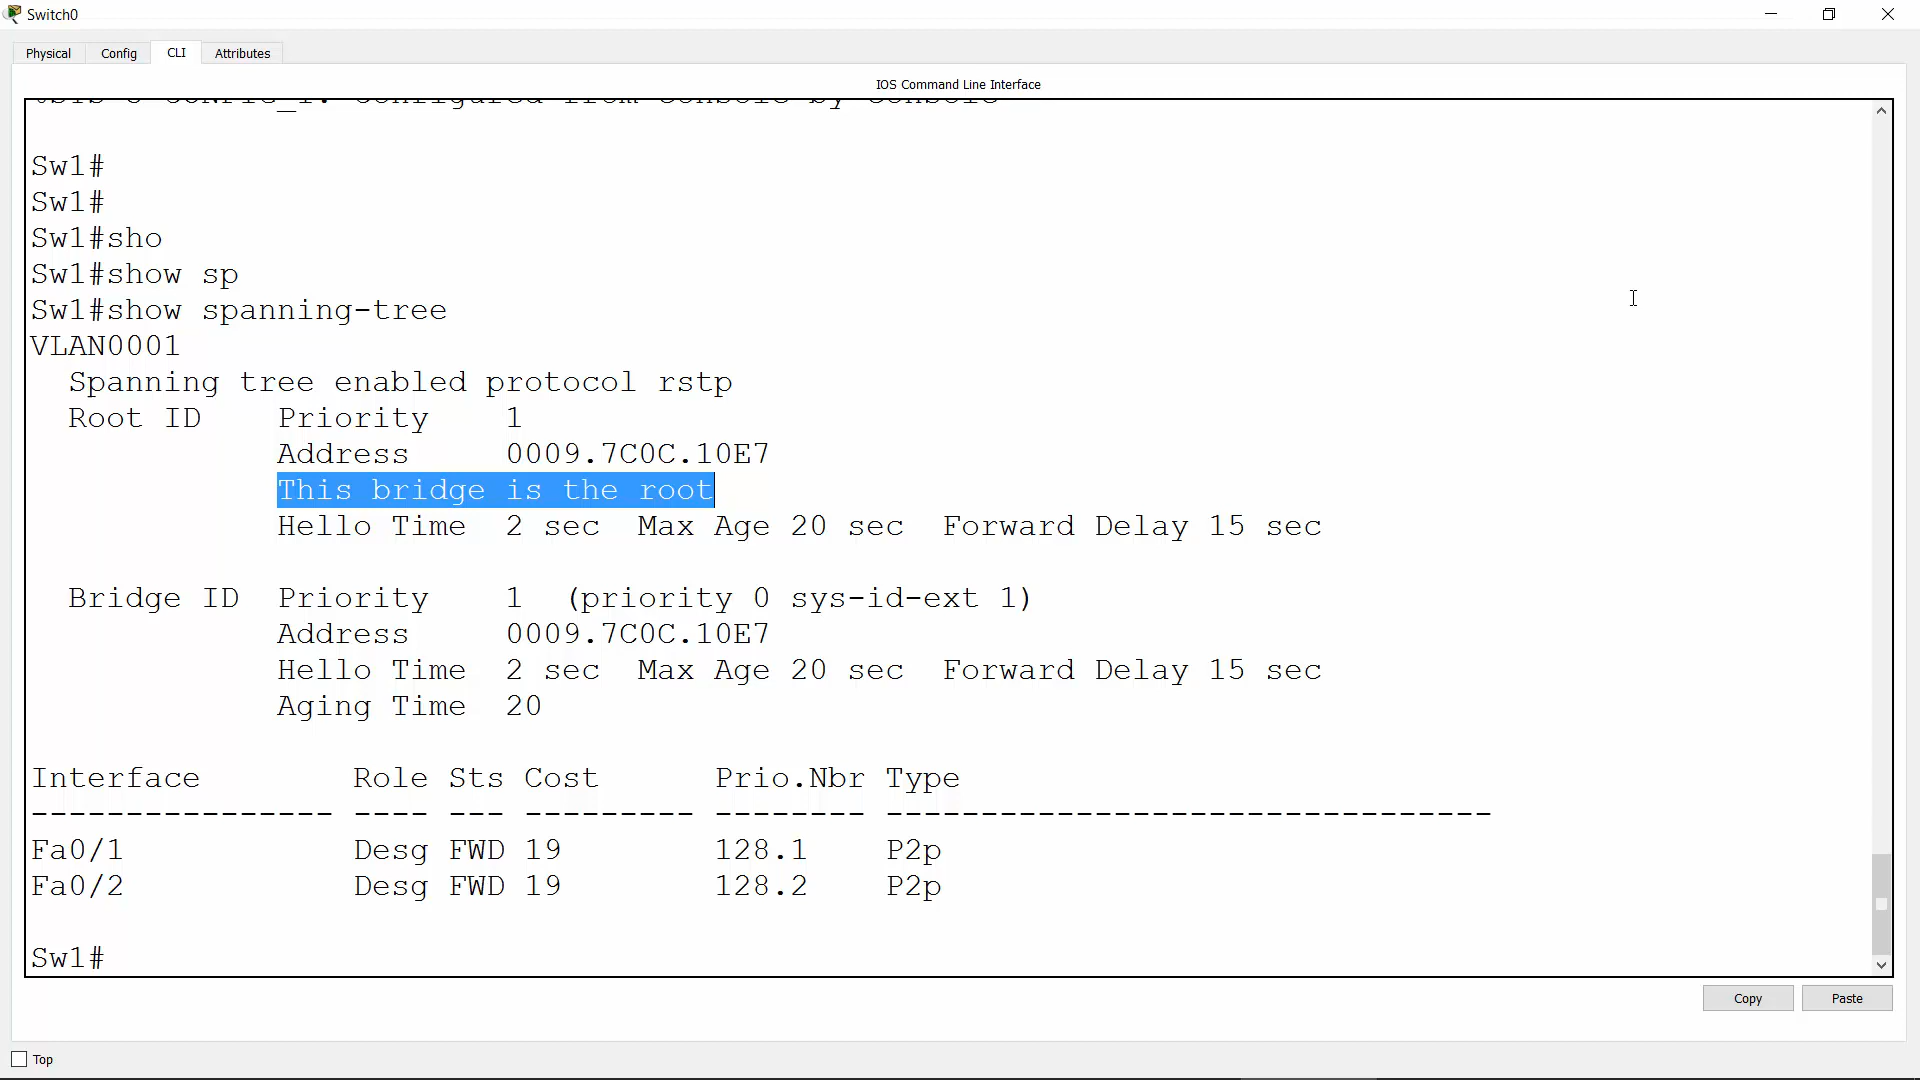 Switch0
Physical Config CLI Attributes
IOS Command Line Interface
Sw1#
Sw1#
Sw1#sho
Sw1#show sp
Sw1#show spanning-tree
VLAN0001
  Spanning tree enabled protocol rstp
  Root ID    Priority    1
             Address     0009.7C0C.10E7
             This bridge is the root
             Hello Time  2 sec  Max Age 20 sec  Forward Delay 15 sec
  Bridge ID  Priority    1  (priority 0 sys-id-ext 1)
             Address     0009.7C0C.10E7
             Hello Time  2 sec  Max Age 20 sec  Forward Delay 15 sec
             Aging Time  20
Interface        Role Sts Cost      Prio.Nbr Type
---------------- ---- --- --------- -------- --------------------------------
Fa0/1            Desg FWD 19        128.1    P2p
Fa0/2            Desg FWD 19        128.2    P2p
Sw1#
Copy Paste
Top